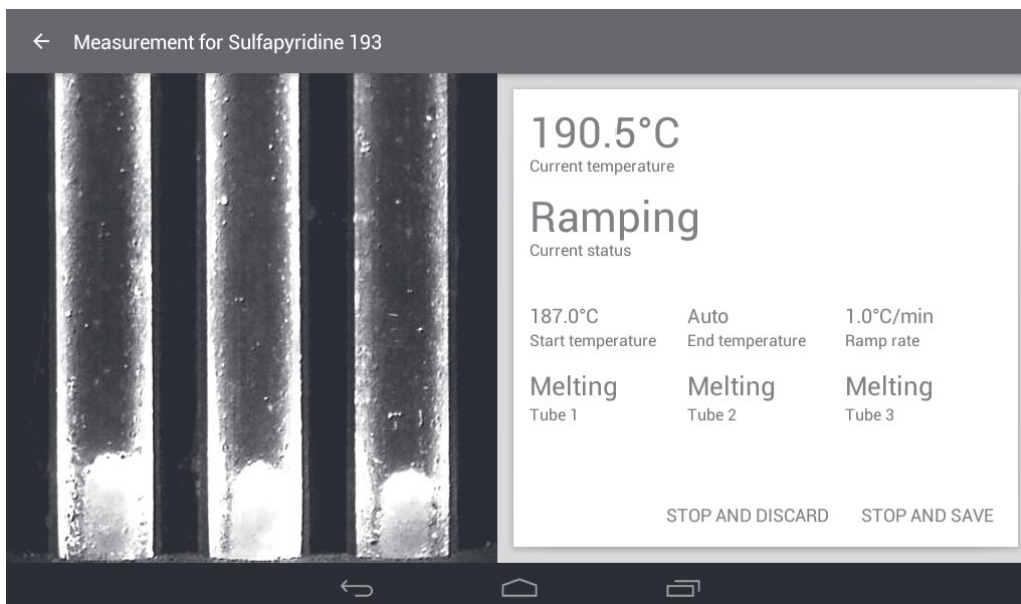 Measurement for Sulfapyridine 193
190.5°C
Current temperature
Ramping
Current status
187.0°C Auto 1.0°C/min
Start temperature End temperature Ramp rate
Melting Melting Melting
Tube 1 Tube 2 Tube 3
STOP AND DISCARD STOP AND SAVE